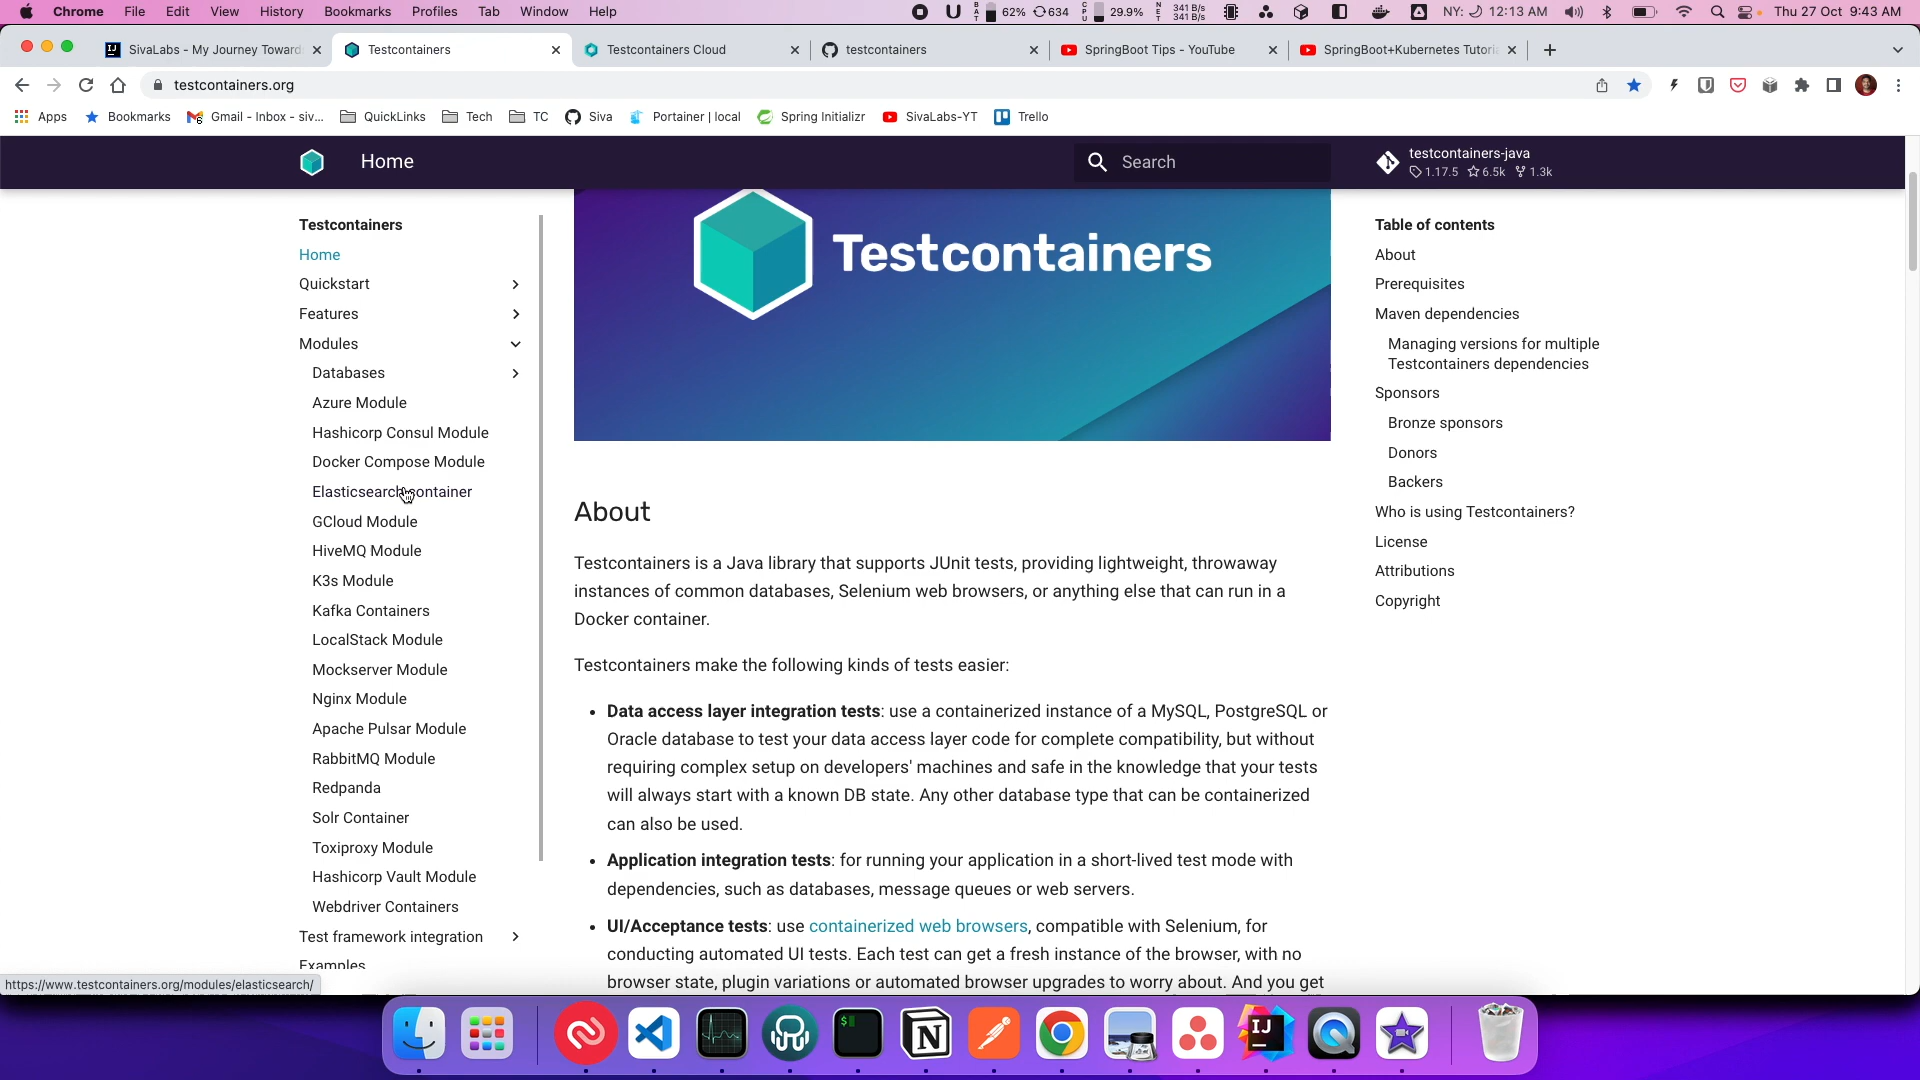 Chrome File Edit View History Bookmarks Profiles Tab Window Help
62% 634 29.9% 341 B/s 341 B/s NY: 12:13 AM Thu 27 Oct 9:43 AM
SivaLabs - My Journey Toward
Testcontainers
Testcontainers Cloud
testcontainers
SpringBoot Tips - YouTube
SpringBoot+Kubernetes Tutori
testcontainers.org
Apps Bookmarks Gmail - Inbox - siv... QuickLinks Tech TC Siva Portainer | local Spring Initializr SivaLabs-YT Trello
Home
Search
testcontainers-java
1.17.5 6.5k 1.3k
Testcontainers
Home
Quickstart
Features
Modules
Databases
Azure Module
Hashicorp Consul Module
Docker Compose Module
Elasticsearch container
GCloud Module
HiveMQ Module
K3s Module
Kafka Containers
LocalStack Module
Mockserver Module
Nginx Module
Apache Pulsar Module
RabbitMQ Module
Redpanda
Solr Container
Toxiproxy Module
Hashicorp Vault Module
Webdriver Containers
Test framework integration
Examples
Testcontainers
About
Testcontainers is a Java library that supports JUnit tests, providing lightweight, throwaway
instances of common databases, Selenium web browsers, or anything else that can run in a
Docker container.
Testcontainers make the following kinds of tests easier:
• Data access layer integration tests: use a containerized instance of a MySQL, PostgreSQL or
Oracle database to test your data access layer code for complete compatibility, but without
requiring complex setup on developers' machines and safe in the knowledge that your tests
will always start with a known DB state. Any other database type that can be containerized
can also be used.
• Application integration tests: for running your application in a short-lived test mode with
dependencies, such as databases, message queues or web servers.
• UI/Acceptance tests: use containerized web browsers, compatible with Selenium, for
conducting automated UI tests. Each test can get a fresh instance of the browser, with no
browser state, plugin variations or automated browser upgrades to worry about. And you get
Table of contents
About
Prerequisites
Maven dependencies
Managing versions for multiple
Testcontainers dependencies
Sponsors
Bronze sponsors
Donors
Backers
Who is using Testcontainers?
License
Attributions
Copyright
https://www.testcontainers.org/modules/elasticsearch/